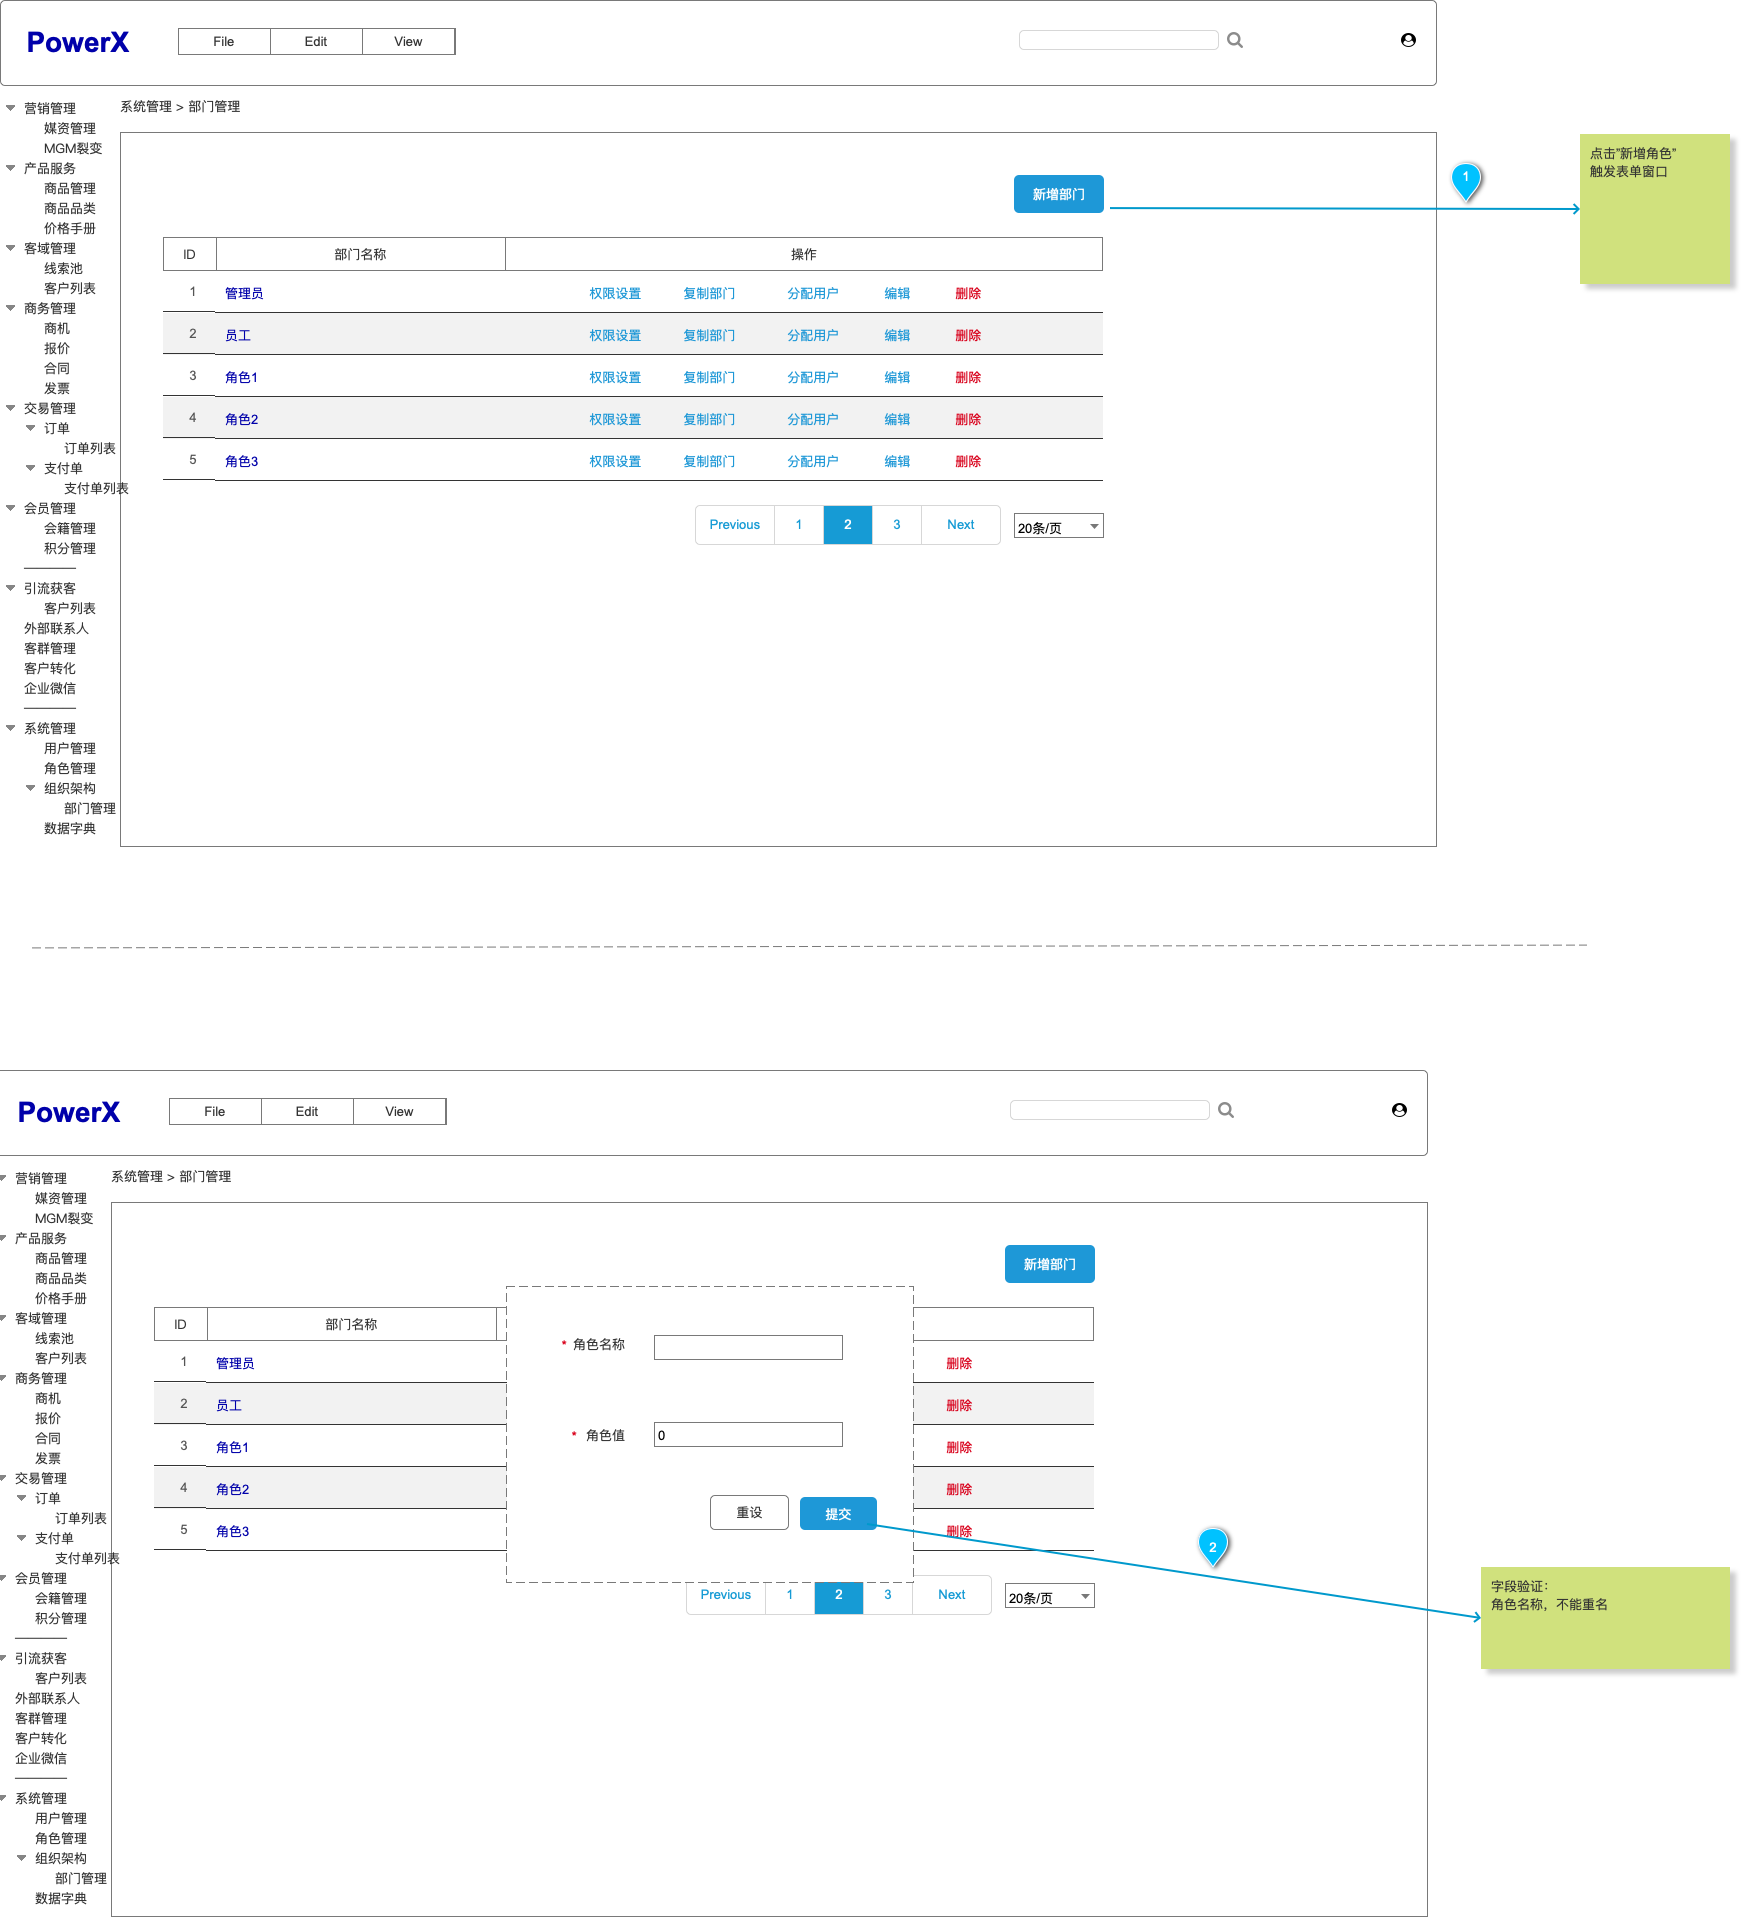 PowerX
File Edit View
系统管理 > 部门管理
营销管理
媒资管理
MGM裂变
产品服务
商品管理
商品品类
价格手册
客域管理
线索池
客户列表
商务管理
商机
报价
合同
发票
交易管理
订单
订单列表
支付单
支付单列表
会员管理
会籍管理
积分管理
引流获客
客户列表
外部联系人
客群管理
客户转化
企业微信
系统管理
用户管理
角色管理
组织架构
部门管理
数据字典
新增部门
ID 部门名称 操作
1 管理员 权限设置 复制部门 分配用户 编辑 删除
2 员工 权限设置 复制部门 分配用户 编辑 删除
3 角色1 权限设置 复制部门 分配用户 编辑 删除
4 角色2 权限设置 复制部门 分配用户 编辑 删除
5 角色3 权限设置 复制部门 分配用户 编辑 删除
Previous 1 2 3 Next 20条/页
1
点击”新增角色”
触发表单窗口
PowerX
File Edit View
系统管理 > 部门管理
营销管理
媒资管理
MGM裂变
产品服务
商品管理
商品品类
价格手册
客域管理
线索池
客户列表
商务管理
商机
报价
合同
发票
交易管理
订单
订单列表
支付单
支付单列表
会员管理
会籍管理
积分管理
引流获客
客户列表
外部联系人
客群管理
客户转化
企业微信
系统管理
用户管理
角色管理
组织架构
部门管理
数据字典
新增部门
ID 部门名称
1 管理员 删除
2 员工 删除
3 角色1 删除
4 角色2 删除
5 角色3 删除
* 角色名称
* 角色值 0
重设 提交
Previous 1 2 3 Next 20条/页
2
字段验证：
角色名称，不能重名